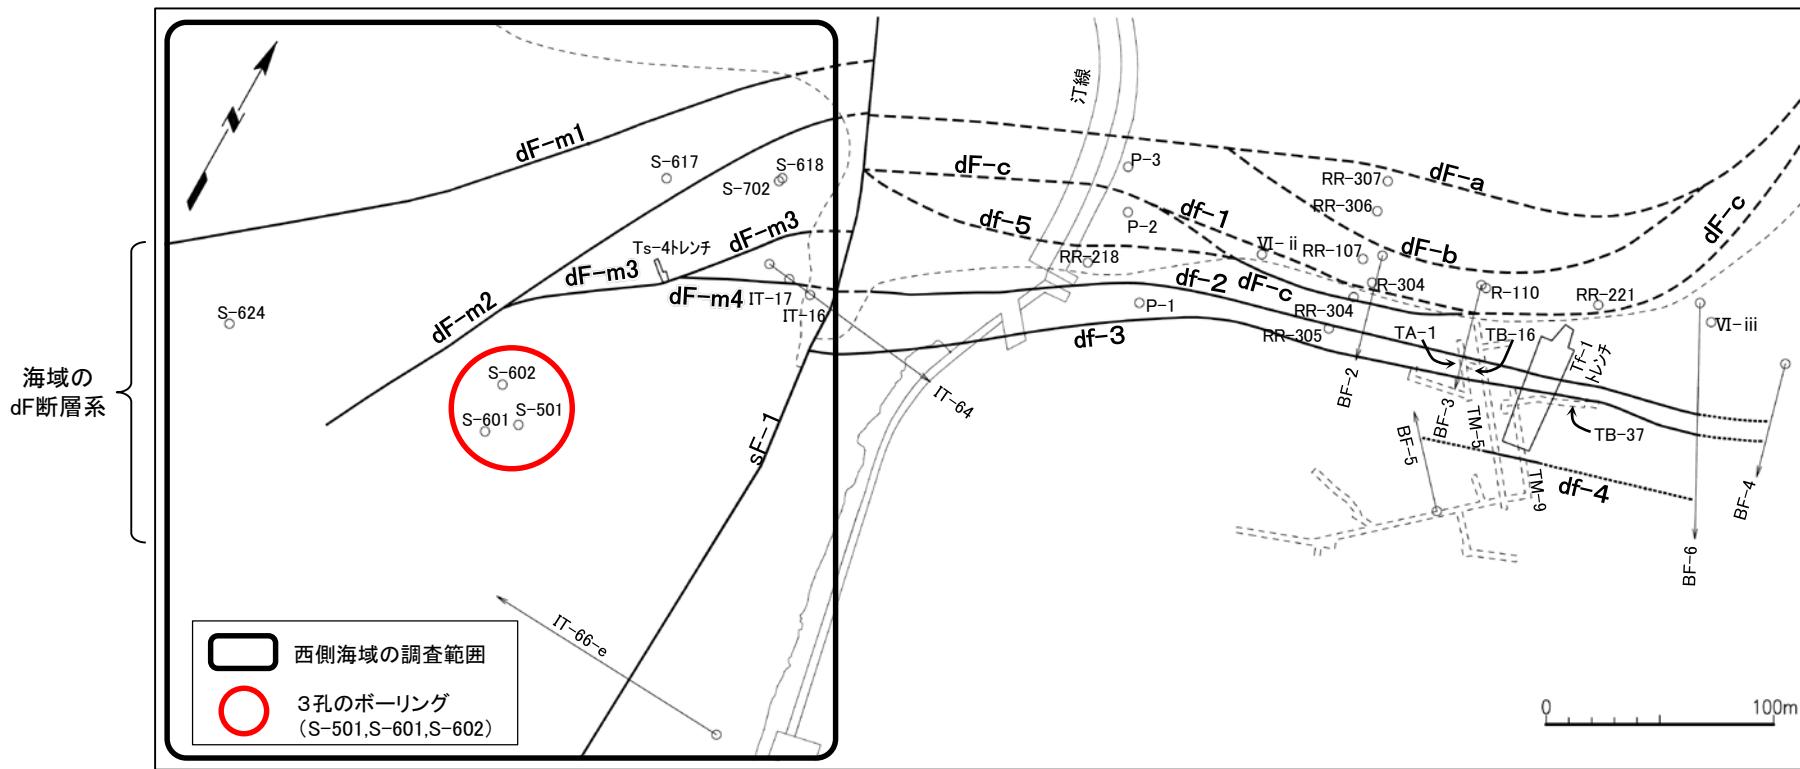 汀線
dF-m1
S-617
S-618
S-702
dF-c
P-3
RR-307
dF-a
RR-306
df-1
df-5
P-2
dF-c
Ts-4トレンチ
dF-m3
dF-m3
Ⅵ-ⅱ
RR-107
dF-b
RR-218
dF-m4
IT-17
df-2
dF-c
R-304
R-110
RR-221
S-624
dF-m2
IT-16
P-1
RR-304
RR-305
TA-1
TB-16
Ⅵ-ⅲ
df-3
Tf-1
トレンチ
海域の
dF断層系
S-602
S-601
S-501
IT-64
BF-2
BF-3
TM-5
TB-37
sF-1
BF-5
TM-9
df-4
BF-4
BF-6
IT-66-e
西側海域の調査範囲
3孔のボーリング
(S-501,S-601,S-602)
0
100m